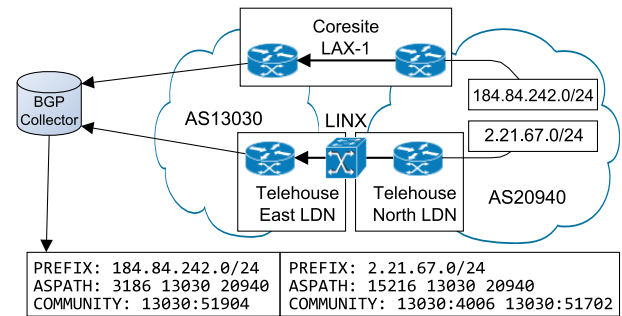 Coresite
LAX-1
BGP
Collector
AS13030
LINX
184.84.242.0/24
2.21.67.0/24
Telehouse
East LDN
Telehouse
North LDN
AS20940
PREFIX: 184.84.242.0/24
ASPATH: 3186 13030 20940
COMMUNITY: 13030:51904
PREFIX: 2.21.67.0/24
ASPATH: 15216 13030 20940
COMMUNITY: 13030:4006 13030:51702